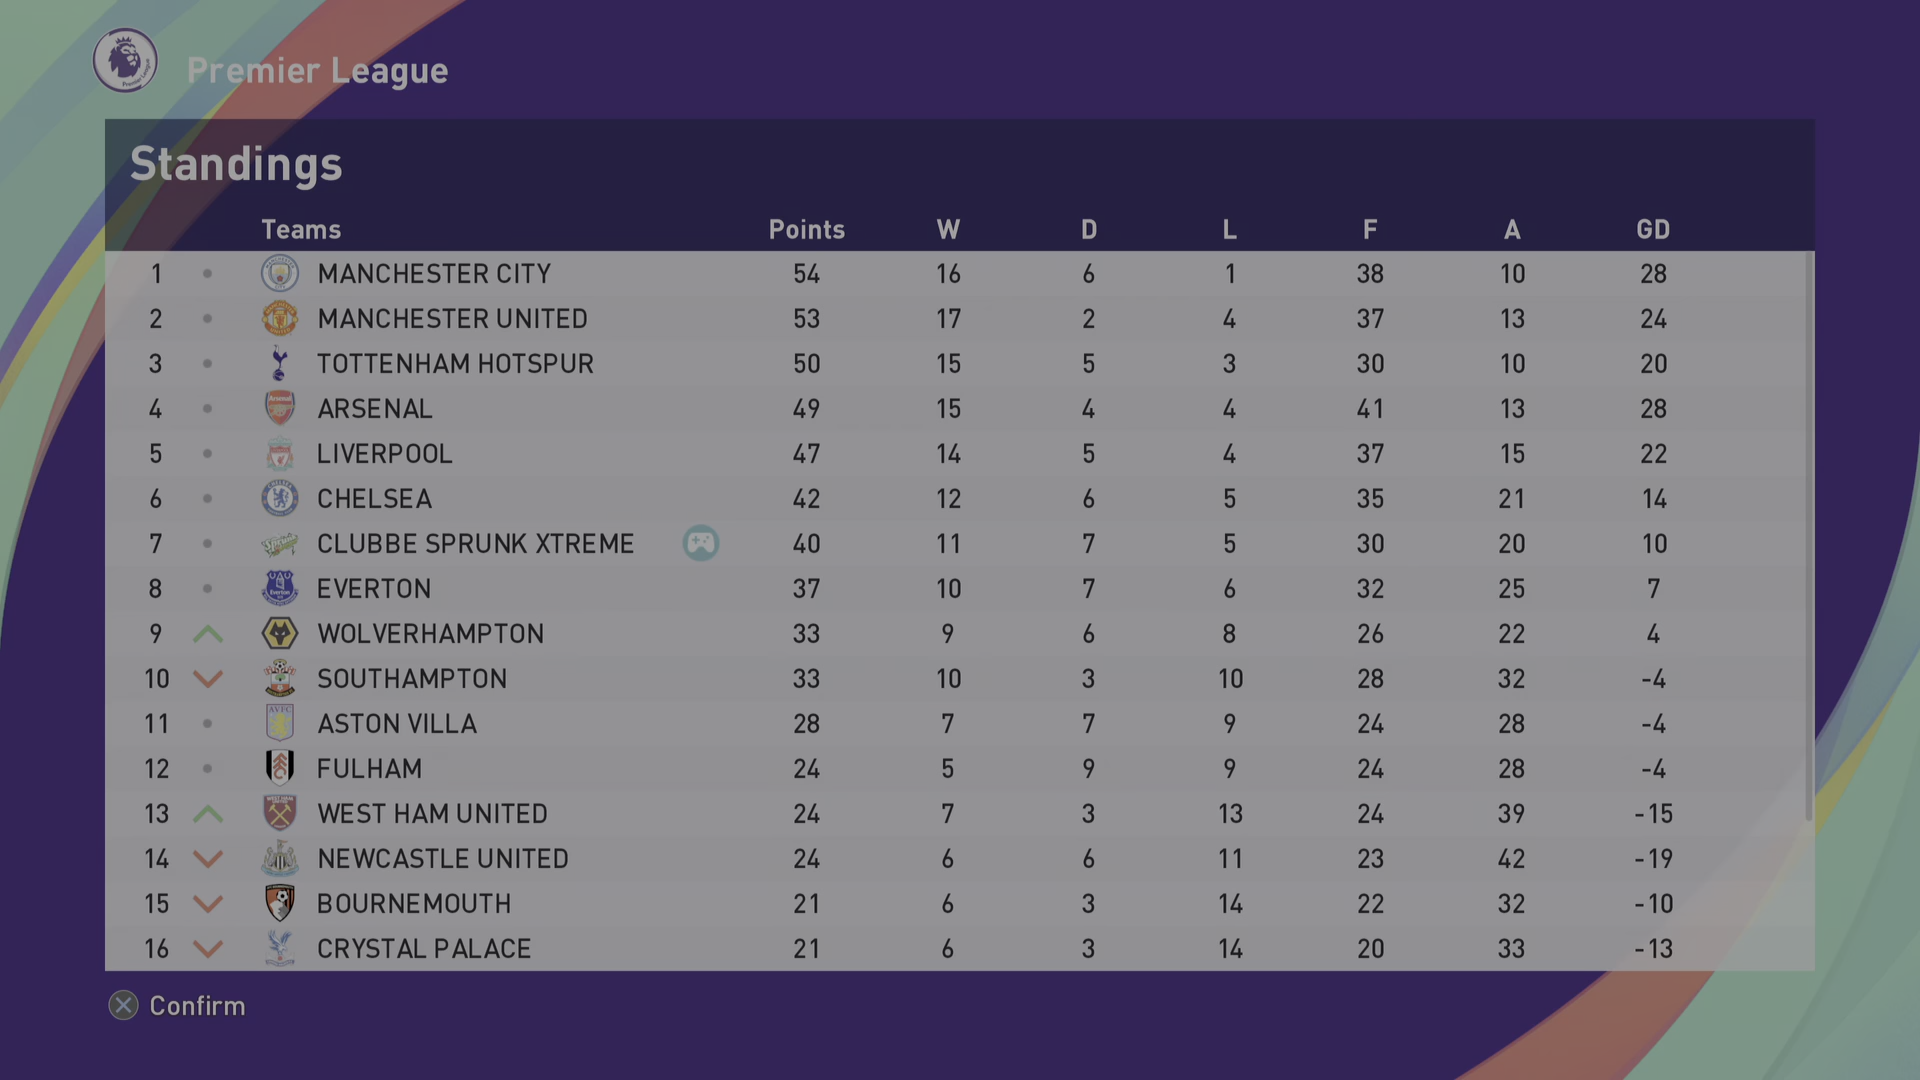 Premier League
Standings
Teams Points W D L F A GD
1 MANCHESTER CITY 54 16 6 1 38 10 28
2 MANCHESTER UNITED 53 17 2 4 37 13 24
3 TOTTENHAM HOTSPUR 50 15 5 3 30 10 20
4 ARSENAL 49 15 4 4 41 13 28
5 LIVERPOOL 47 14 5 4 37 15 22
6 CHELSEA 42 12 6 5 35 21 14
7 CLUBBE SPRUNK XTREME 40 11 7 5 30 20 10
8 EVERTON 37 10 7 6 32 25 7
9 WOLVERHAMPTON 33 9 6 8 26 22 4
10 SOUTHAMPTON 33 10 3 10 28 32 -4
11 ASTON VILLA 28 7 7 9 24 28 -4
12 FULHAM 24 5 9 9 24 28 -4
13 WEST HAM UNITED 24 7 3 13 24 39 -15
14 NEWCASTLE UNITED 24 6 6 11 23 42 -19
15 BOURNEMOUTH 21 6 3 14 22 32 -10
16 CRYSTAL PALACE 21 6 3 14 20 33 -13
Confirm